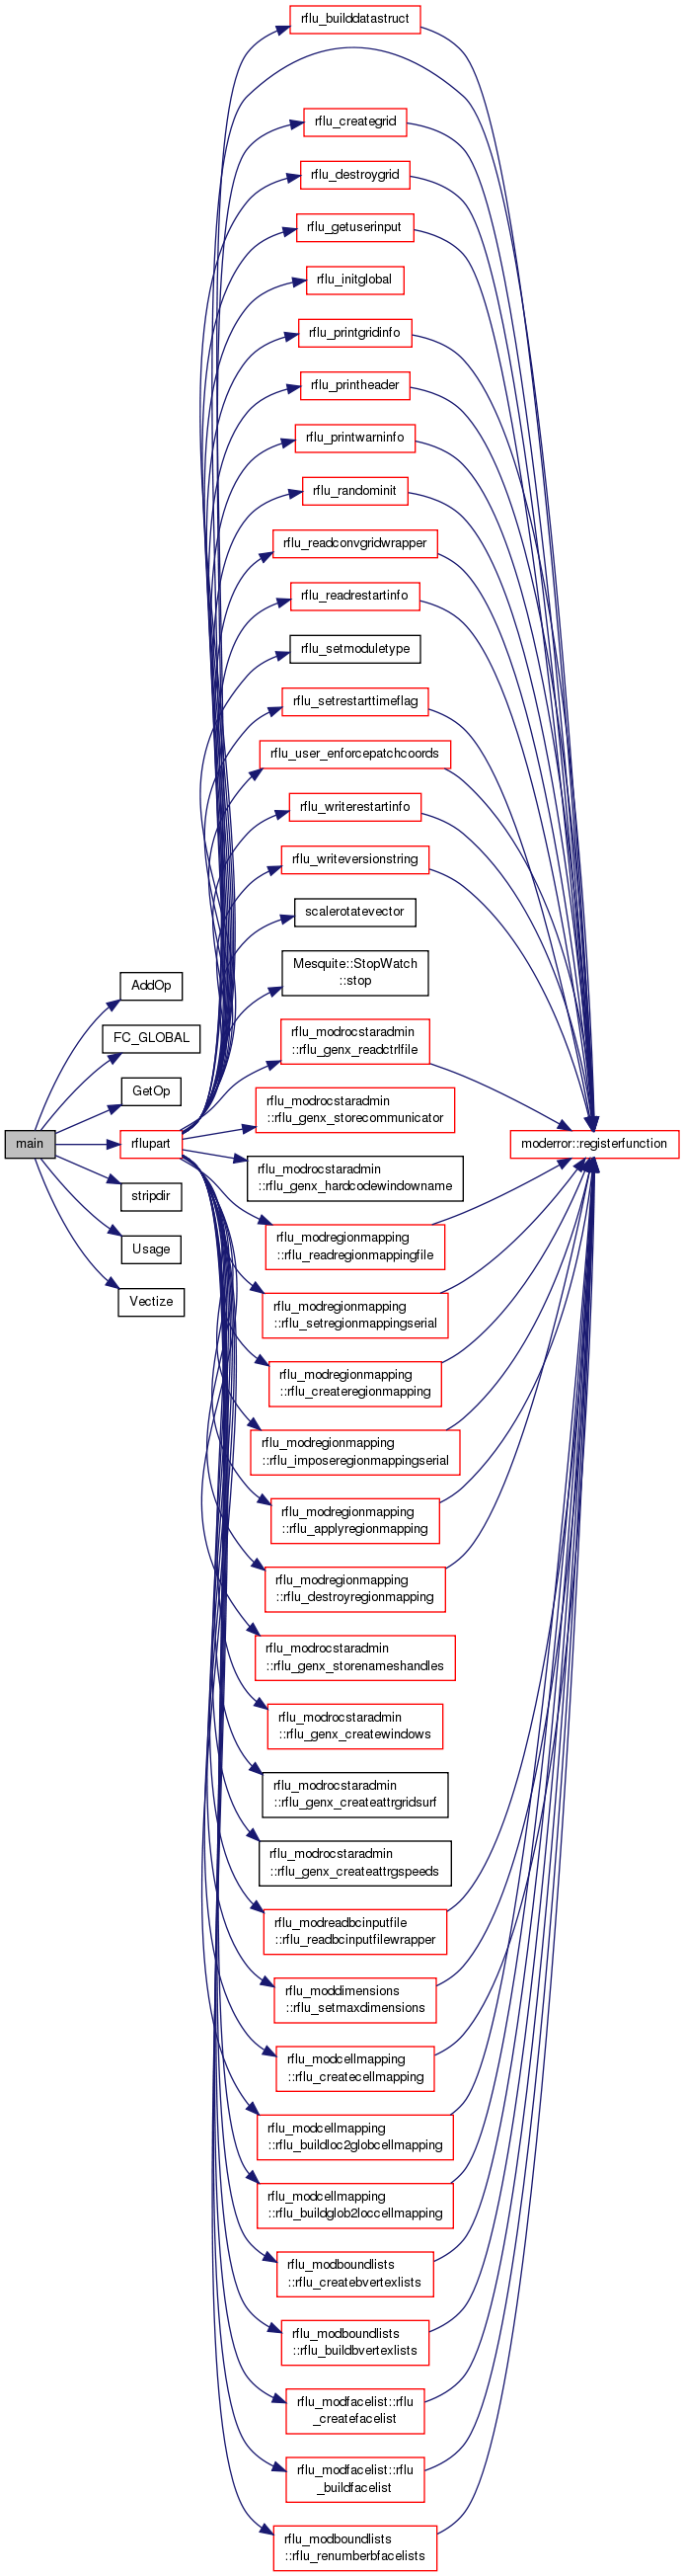 rflu_builddatastruct
rflu_creategrid
rflu_destroygrid
rflu_getuserinput
rflu_initglobal
rflu_printgridinfo
rflu_printheader
rflu_printwarninfo
rflu_randominit
rflu_readconvgridwrapper
rflu_readrestartinfo
rflu_setmoduletype
rflu_setrestarttimeflag
rflu_user_enforcepatchcoords
rflu_writerestartinfo
rflu_writeversionstring
scalerotatevector
Mesquite::StopWatch
::stop
AddOp
FC_GLOBAL
GetOp
main
rflupart
stripdir
Usage
Vectize
rflu_modrocstaradmin
::rflu_genx_readctrlfile
rflu_modrocstaradmin
::rflu_genx_storecommunicator
rflu_modrocstaradmin
::rflu_genx_hardcodewindowname
moderror::registerfunction
rflu_modregionmapping
::rflu_readregionmappingfile
rflu_modregionmapping
::rflu_setregionmappingserial
rflu_modregionmapping
::rflu_createregionmapping
rflu_modregionmapping
::rflu_imposeregionmappingserial
rflu_modregionmapping
::rflu_applyregionmapping
rflu_modregionmapping
::rflu_destroyregionmapping
rflu_modrocstaradmin
::rflu_genx_storenameshandles
rflu_modrocstaradmin
::rflu_genx_createwindows
rflu_modrocstaradmin
::rflu_genx_createattrgridsurf
rflu_modrocstaradmin
::rflu_genx_createattrgspeeds
rflu_modreadbcinputfile
::rflu_readbcinputfilewrapper
rflu_moddimensions
::rflu_setmaxdimensions
rflu_modcellmapping
::rflu_createcellmapping
rflu_modcellmapping
::rflu_buildloc2globcellmapping
rflu_modcellmapping
::rflu_buildglob2loccellmapping
rflu_modboundlists
::rflu_createbvertexlists
rflu_modboundlists
::rflu_buildbvertexlists
rflu_modfacelist::rflu
_createfacelist
rflu_modfacelist::rflu
_buildfacelist
rflu_modboundlists
::rflu_renumberbfacelists